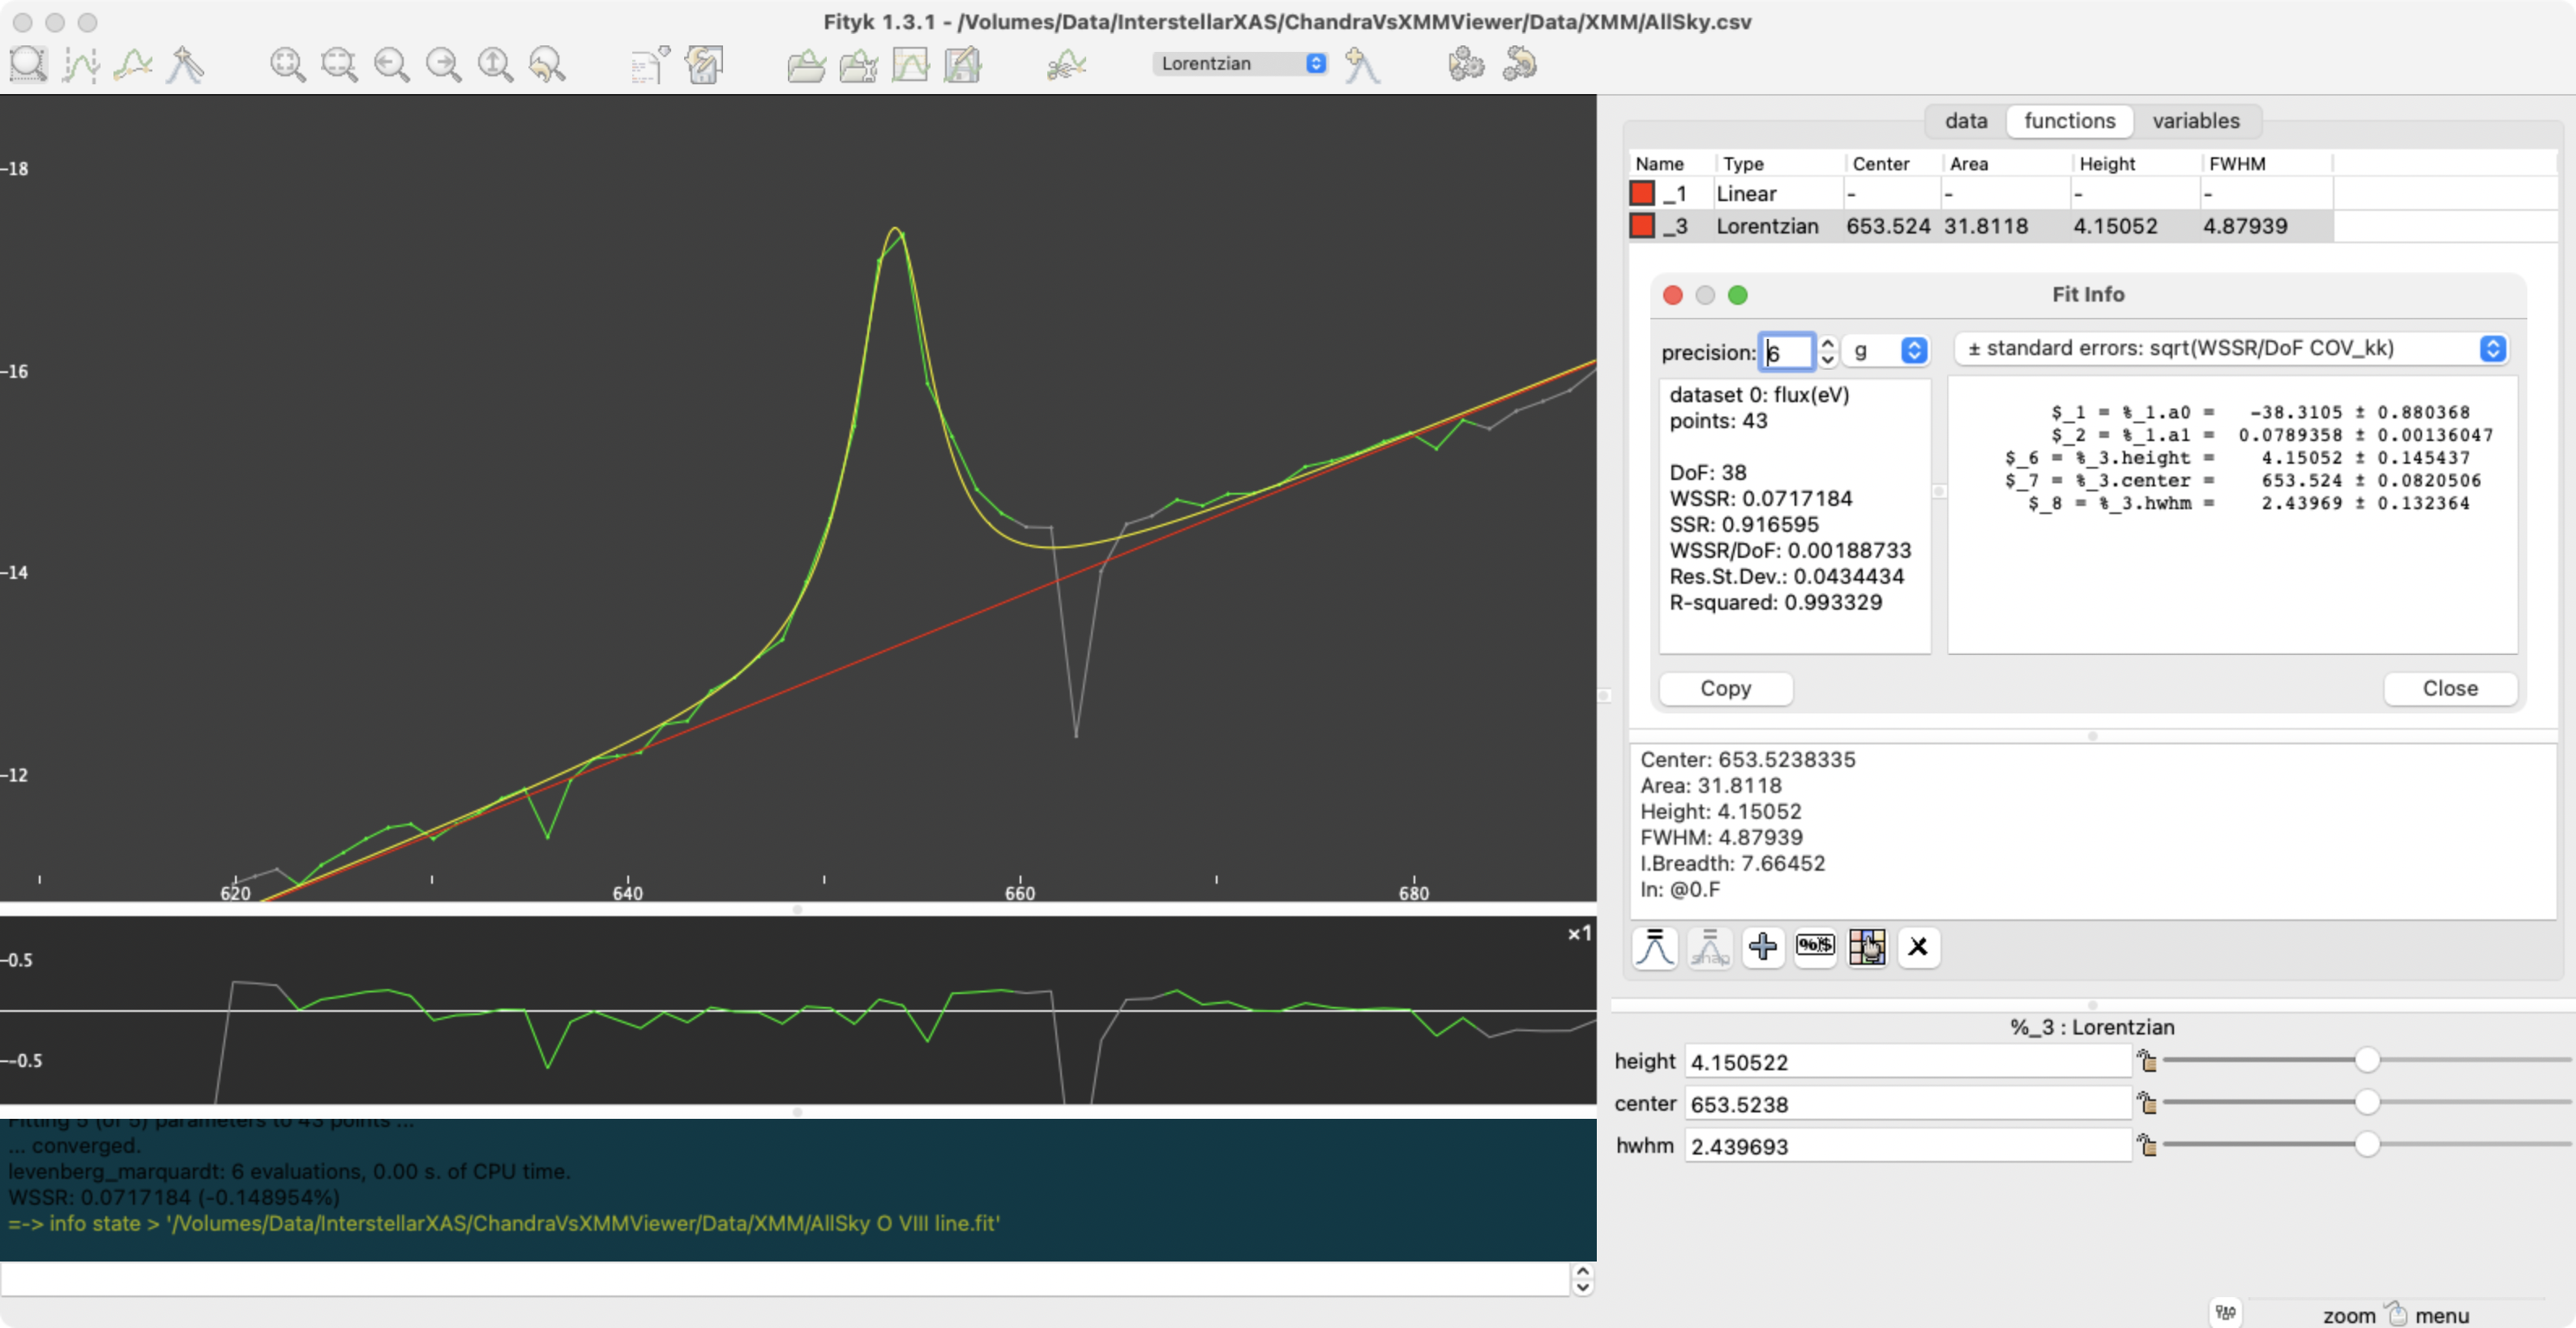 Fityk 1.3.1 - /Volumes/Data/InterstellarXAS/ChandraVsXMMViewer/Data/XMM/AllSky.csv
Lorentzian
18
16
14
12
620 640 660 680
×1
0.5
-0.5
Fitting 5 (of 5) parameters to 43 points ...
... converged.
levenberg_marquardt: 6 evaluations, 0.00 s. of CPU time.
WSSR: 0.0717184 (-0.148954%)
=-> info state > '/Volumes/Data/InterstellarXAS/ChandraVsXMMViewer/Data/XMM/AllSky O VIII line.fit'
data functions variables
Name Type Center Area Height FWHM
_1 Linear - - - -
_3 Lorentzian 653.524 31.8118 4.15052 4.87939
Fit Info
precision: 6 g ± standard errors: sqrt(WSSR/DoF COV_kk)
dataset 0: flux(eV)
points: 43
DoF: 38
WSSR: 0.0717184
SSR: 0.916595
WSSR/DoF: 0.00188733
Res.St.Dev.: 0.0434434
R-squared: 0.993329
$_1 = %_1.a0 = -38.3105 ± 0.880368
$_2 = %_1.a1 = 0.0789358 ± 0.00136047
$_6 = %_3.height = 4.15052 ± 0.145437
$_7 = %_3.center = 653.524 ± 0.0820506
$_8 = %_3.hwhm = 2.43969 ± 0.132364
Copy Close
Center: 653.5238335
Area: 31.8118
Height: 4.15052
FWHM: 4.87939
I.Breadth: 7.66452
In: @0.F
snap %)$
%_3 : Lorentzian
height 4.150522
center 653.5238
hwhm 2.439693
zoom menu